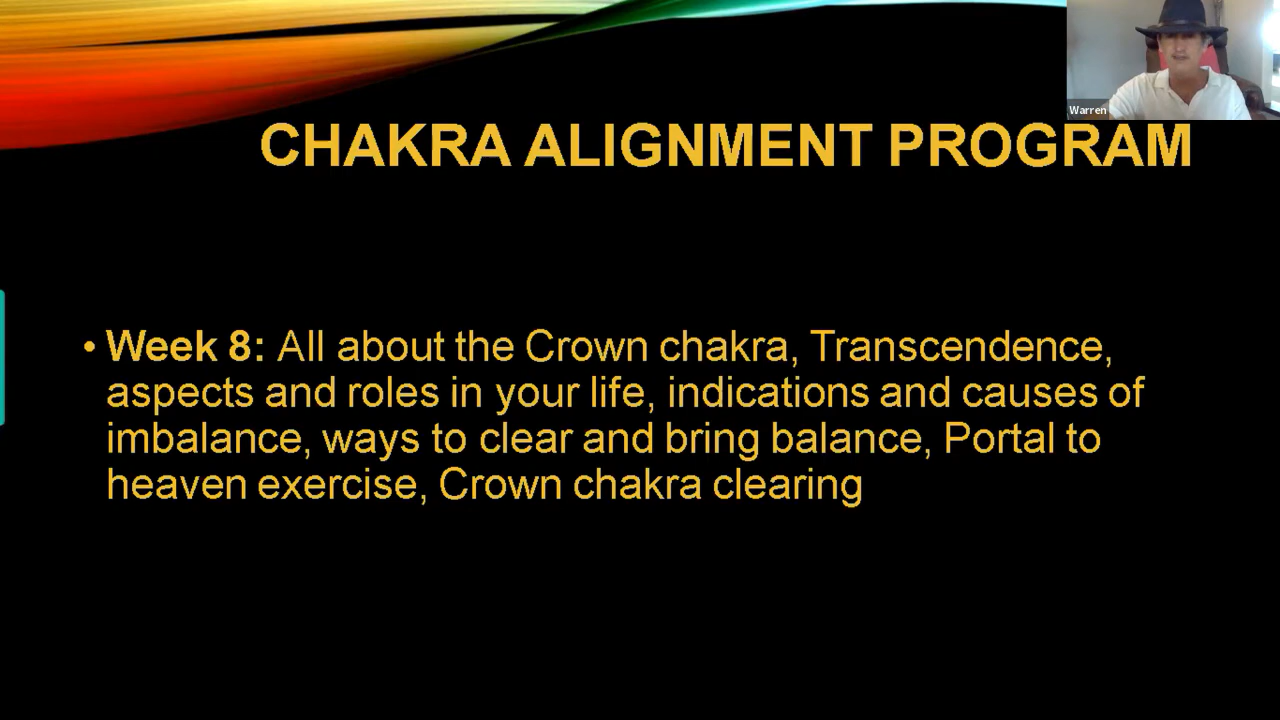 Warren
CHAKRA ALIGNMENT PROGRAM
• Week 8: All about the Crown chakra, Transcendence,
aspects and roles in your life, indications and causes of
imbalance, ways to clear and bring balance, Portal to
heaven exercise, Crown chakra clearing